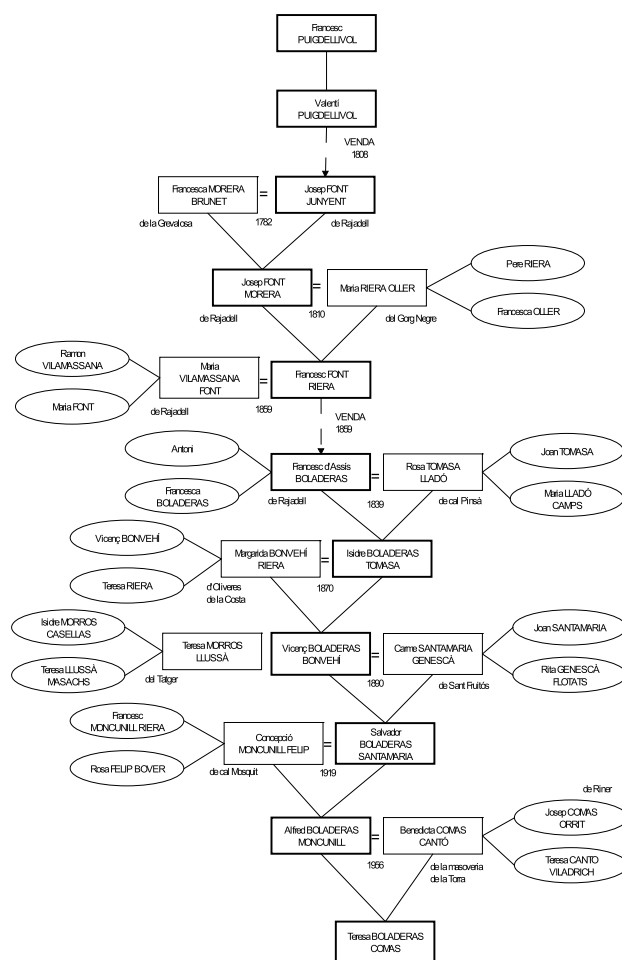 Francesc
PUIGDELLIVOL
Valentí
PUIGDELLIVOL
VENDA
1808
Francesca MORERA
BRUNET
=
Josep FONT
JUNYENT
de la Grevalosa
1782
de Rajadell
Josep FONT
MORERA
=
Maria RIERA OLLER
Pere RIERA
Francesca OLLER
de Rajadell
1810
del Gorg Negre
Ramon
VILAMASSANA
Maria FONT
Maria
VILAMASSANA
FONT
=
Francesc FONT
RIERA
de Rajadell
1859
VENDA
1859
Antoni
Francesca
BOLADERAS
Francesc d'Assis
BOLADERAS
=
Rosa TOMASA
LLADÓ
Joan TOMASA
Maria LLADÓ
CAMPS
de Rajadell
1839
de cal Pinsà
Vicenç BONVEHÍ
Teresa RIERA
Margarida BONVEHÍ
RIERA
=
Isidre BOLADERAS
TOMASA
d'Oliveres
de la Costa
1870
Isidre MORROS
CASELLAS
Teresa LLUSSÀ
MASACHS
Teresa MORROS
LLUSSÀ
del Tatger
Vicenç BOLADERAS
BONVEHÍ
=
Carme SANTAMARIA
GENESCÀ
Joan SANTAMARIA
Rita GENESCÀ
FLOTATS
1890
de Sant Fruitós
Francesc
MONCUNILL RIERA
Rosa FELIP BOVER
Concepció
MONCUNILL FELIP
=
Salvador
BOLADERAS
SANTAMARIA
de cal Mosquit
1919
de Riner
Alfred BOLADERAS
MONCUNILL
=
Benedicta COMAS
CANTÓ
Josep COMAS
ORRIT
Teresa CANTO
VILADRICH
1956
de la masoveria
de la Torra
Teresa BOLADERAS
COMAS